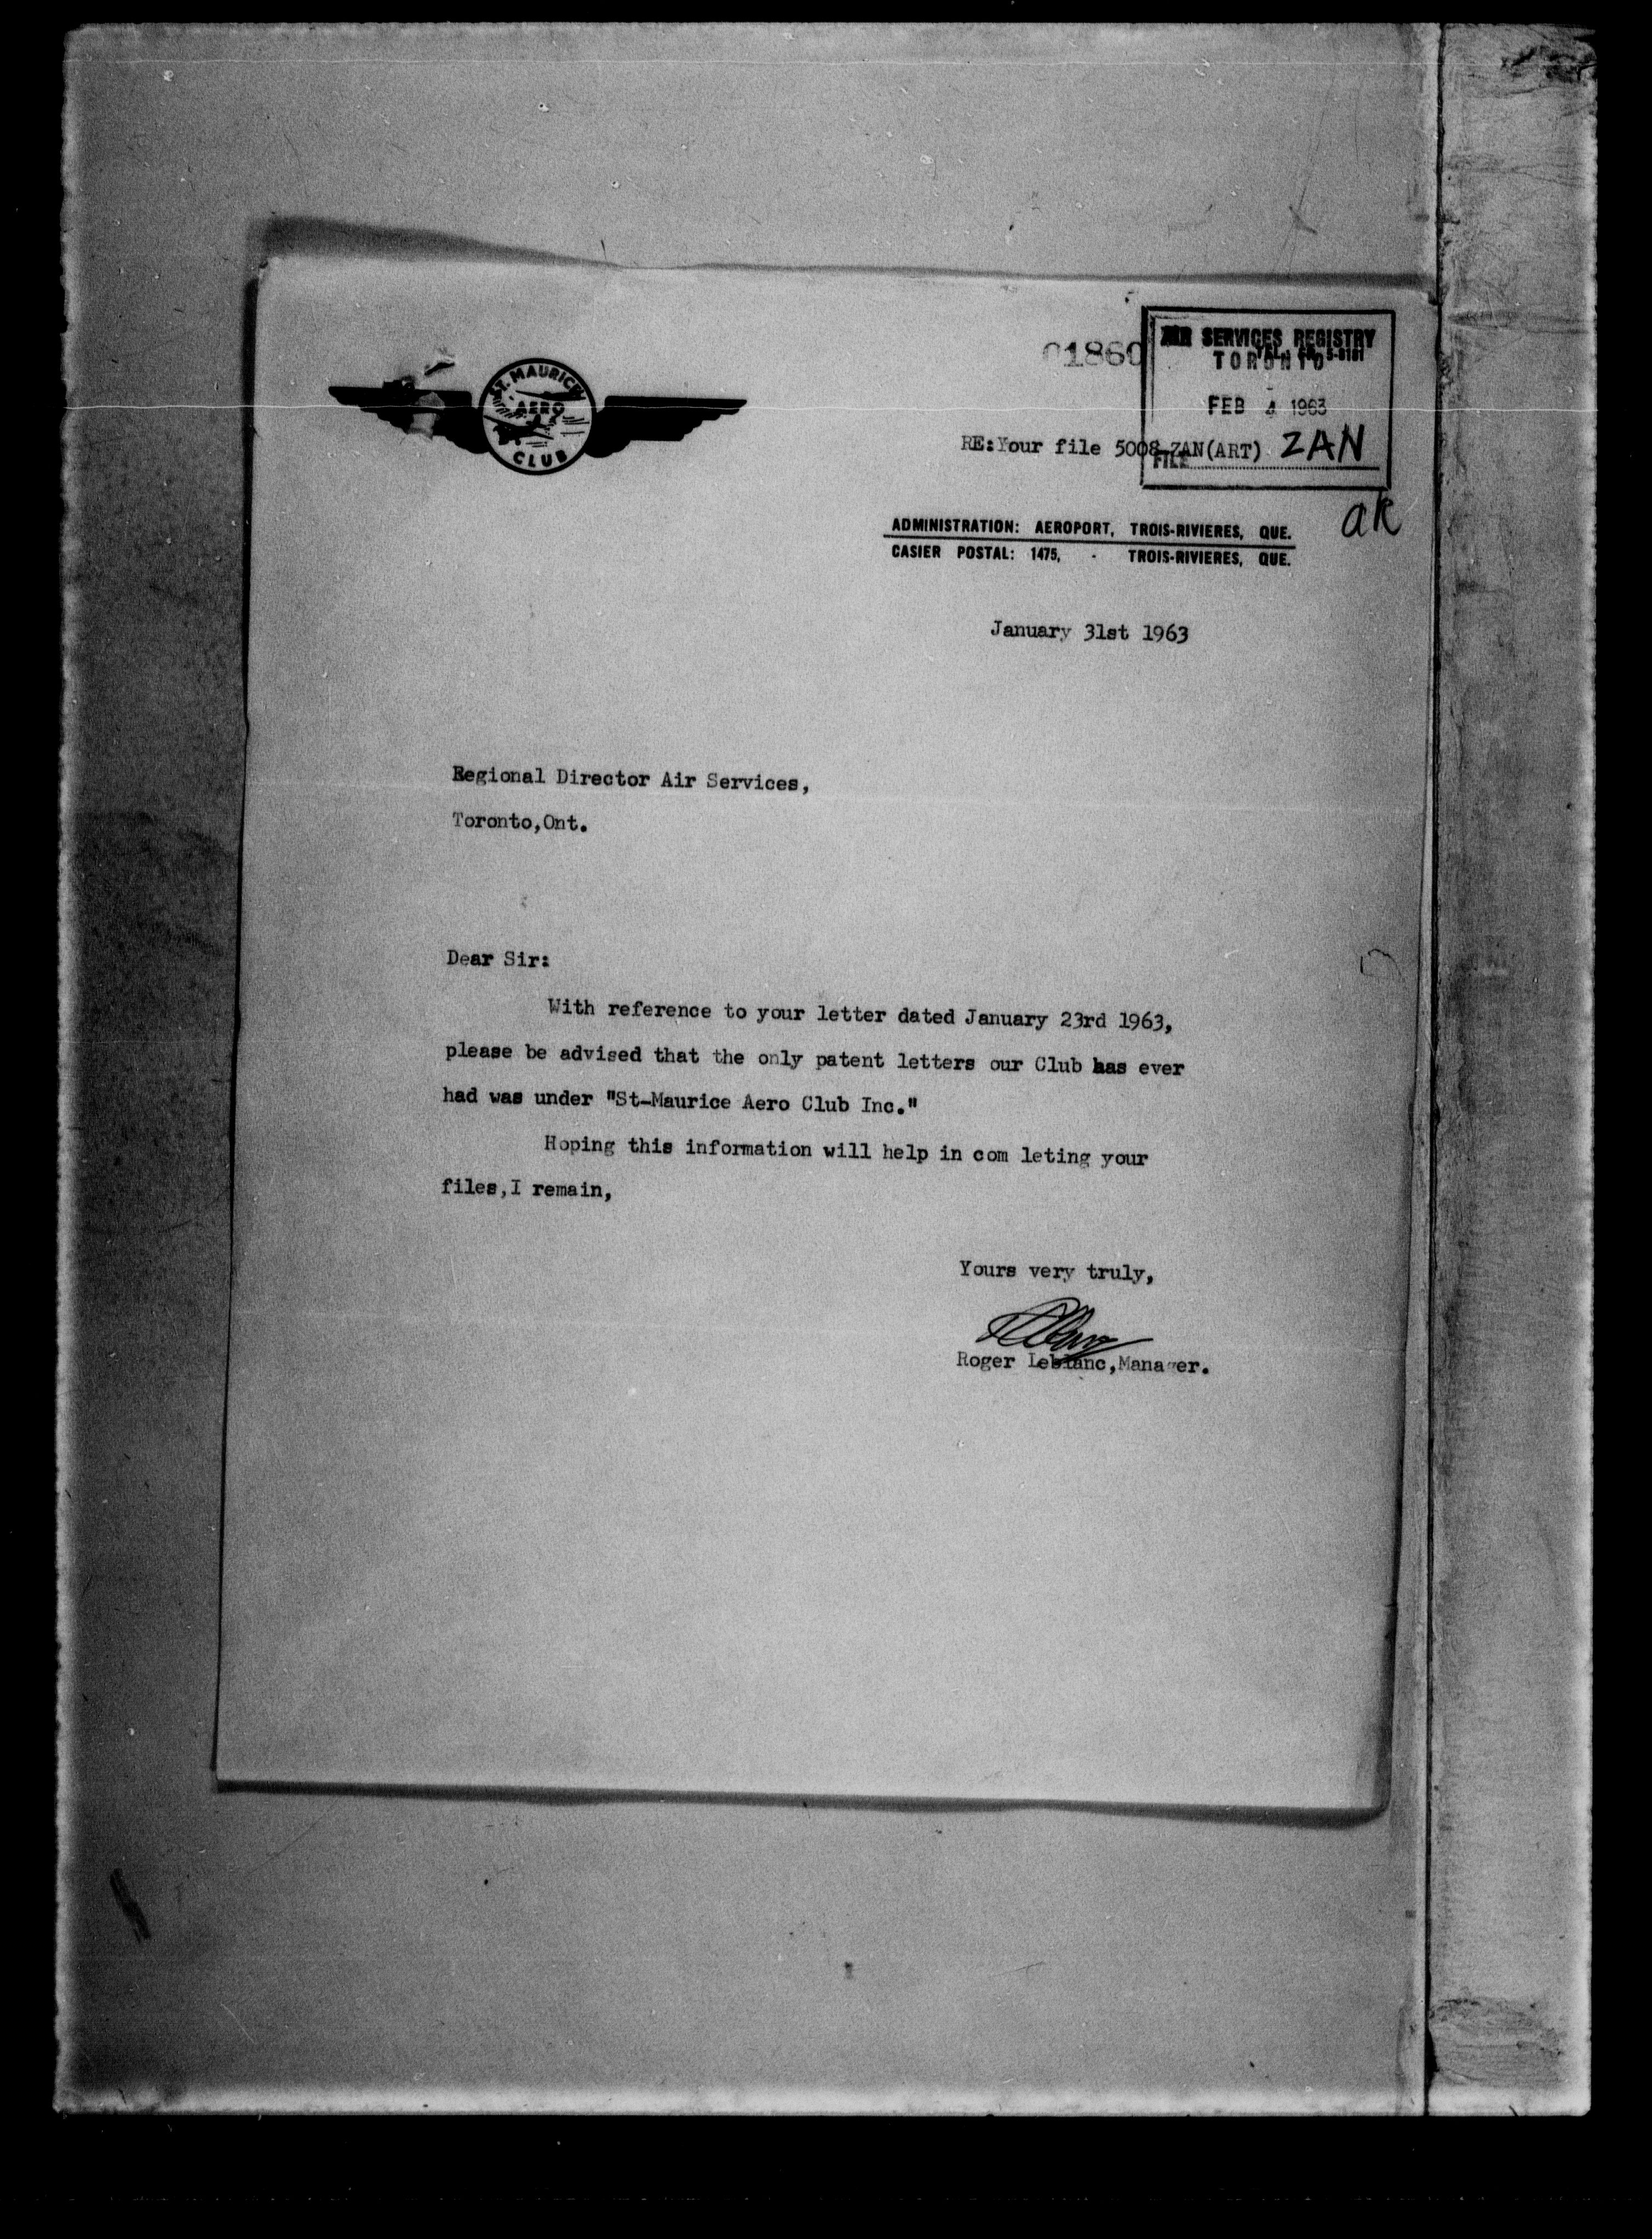 ST. MAURICE
AERO
CLUB
01860
AIR SERVICES REGISTRY
TORONTO
FEB 4 1963
RE:Your file 5008-ZAN(ART)
FILE
ZAN
ADMINISTRATION: AEROPORT, TROIS-RIVIERES, QUE.
CASIER POSTAL: 1475, - TROIS-RIVIERES, QUE.
January 31st 1963
Regional Director Air Services,
Toronto,Ont.
Dear Sir:
With reference to your letter dated January 23rd 1963,
please be advised that the only patent letters our Club has ever
had was under "St-Maurice Aero Club Inc."
Hoping this information will help in com leting your
files,I remain,
Yours very truly,
Roger Leblanc,Manager.